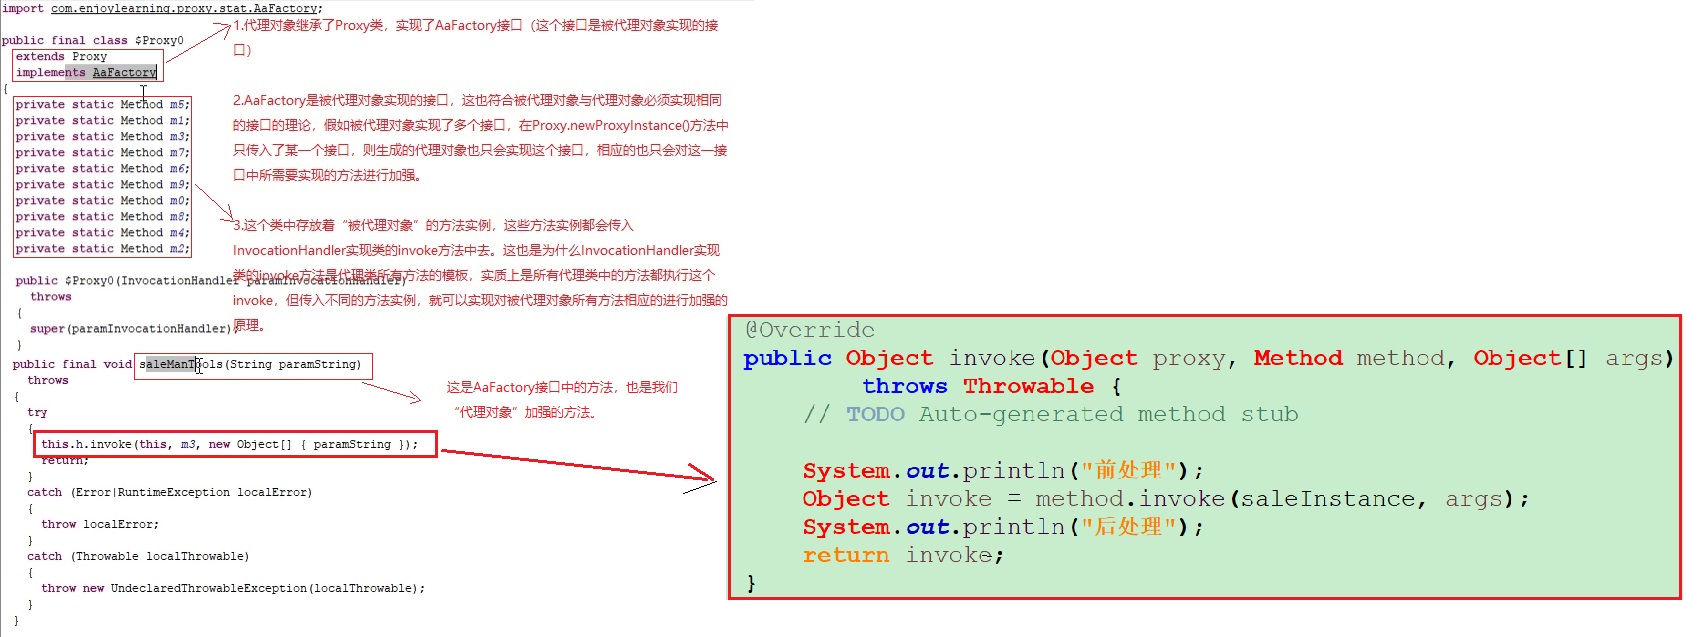 import com.enjoylearning.proxy.stat.AaFactory;
public final class $Proxy0
extends Proxy
implements AaFactory
{
private static Method m5;
private static Method m1;
private static Method m3;
private static Method m7;
private static Method m6;
private static Method m9;
private static Method m0;
private static Method m8;
private static Method m4;
private static Method m2;
public $Proxy0(InvocationHandler paramInvocationHandler)
throws
{
super(paramInvocationHandler);
}
public final void saleManTools(String paramString)
throws
{
try
{
this.h.invoke(this, m3, new Object[] { paramString });
return;
}
catch (Error|RuntimeException localError)
{
throw localError;
}
catch (Throwable localThrowable)
{
throw new UndeclaredThrowableException(localThrowable);
}
}
1.代理对象继承了Proxy类，实现了AaFactory接口（这个接口是被代理对象实现的接
口）
2.AaFactory是被代理对象实现的接口，这也符合被代理对象与代理对象必须实现相同
的接口的理论，假如被代理对象实现了多个接口，在Proxy.newProxyInstance()方法中
只传入了某一个接口，则生成的代理对象也只会实现这个接口，相应的也只会对这一接
口中所需要实现的方法进行加强。
3.这个类中存放着“被代理对象”的方法实例，这些方法实例都会传入
InvocationHandler实现类的invoke方法中去。这也是为什么InvocationHandler实现
类的invoke方法是代理类所有方法的模板，实质上是所有代理类中的方法都执行这个
invoke，但传入不同的方法实例，就可以实现对被代理对象所有方法相应的进行加强的
原理。
这是AaFactory接口中的方法，也是我们
“代理对象”加强的方法。
@Override
public Object invoke(Object proxy, Method method, Object[] args)
throws Throwable {
// TODO Auto-generated method stub
System.out.println("前处理");
Object invoke = method.invoke(saleInstance, args);
System.out.println("后处理");
return invoke;
}